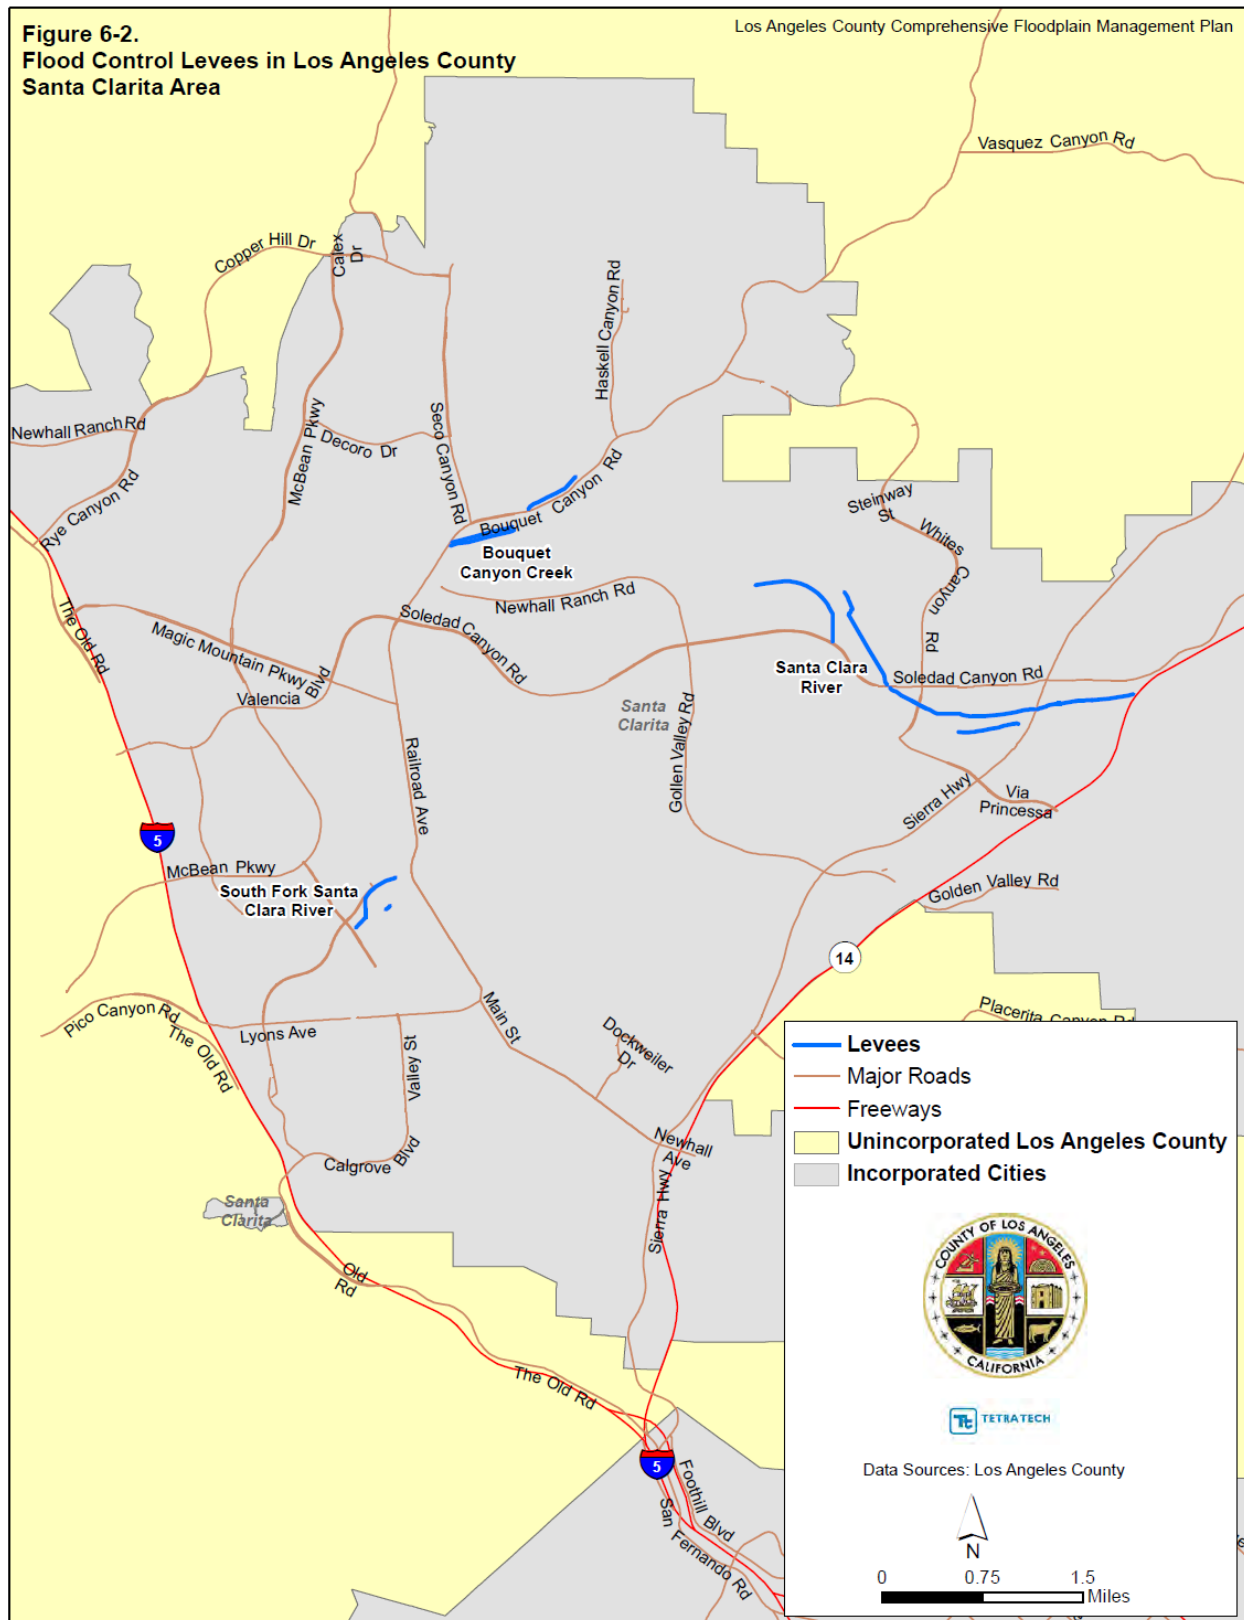 Figure 6-2.
Flood Control Levees in Los Angeles County
Santa Clarita Area
Los Angeles County Comprehensive Floodplain Management Plan
Vasquez Canyon Rd
Copper Hill Dr
Calex
Dr
Haskell Canyon Rd
Newhall Ranch Rd
McBean Pkwy
Decoro Dr
Seco Canyon Rd
Rye Canyon Rd
Bouquet Canyon Rd
Steinway
St
Bouquet
Canyon Creek
Whites Canyon Rd
Newhall Ranch Rd
The Old Rd
Magic Mountain Pkwy
Soledad Canyon Rd
Santa Clara
River
Soledad Canyon Rd
Valencia Blvd
Santa
Clarita
Gollen Valley Rd
Railroad Ave
Sierra Hwy
Via
Princessa
5
McBean Pkwy
South Fork Santa
Clara River
Golden Valley Rd
14
Pico Canyon Rd
The Old Rd
Lyons Ave
Main St
Valley St
Dockweiler
Dr
Placerita Canyon Rd
Newhall
Ave
Calgrove Blvd
Santa
Clarita
Sierra Hwy
Old
Rd
The Old Rd
5
Foothill Blvd
San Fernando Rd
Levees
Major Roads
Freeways
Unincorporated Los Angeles County
Incorporated Cities
COUNTY OF LOS ANGELES
CALIFORNIA
Tt TETRATECH
Data Sources: Los Angeles County
N
0 0.75 1.5
Miles